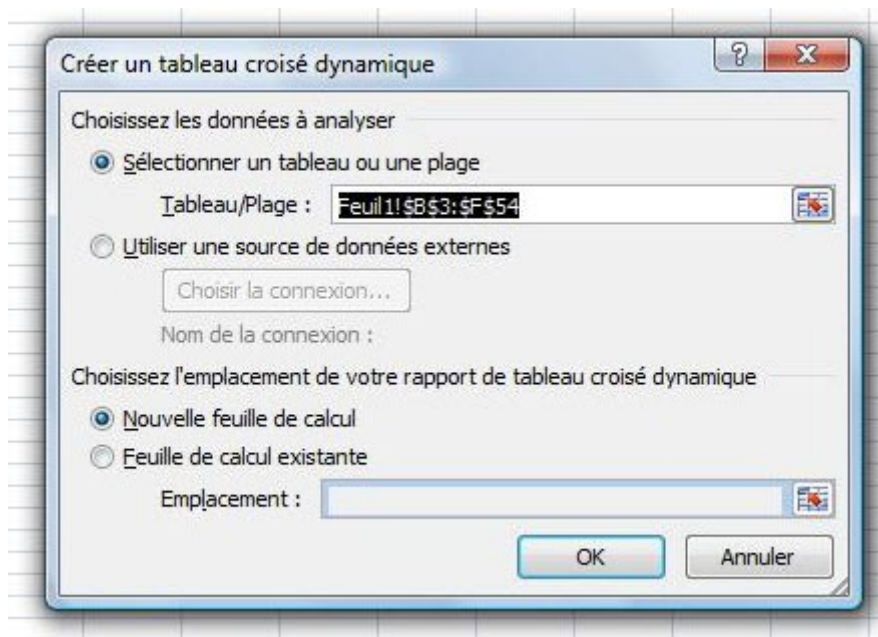 Créer un tableau croisé dynamique
Choisissez les données à analyser
Sélectionner un tableau ou une plage
Tableau/Plage : Feuil1!$B$3:$F$54
Utiliser une source de données externes
Choisir la connexion...
Nom de la connexion :
Choisissez l'emplacement de votre rapport de tableau croisé dynamique
Nouvelle feuille de calcul
Feuille de calcul existante
Emplacement :
OK Annuler